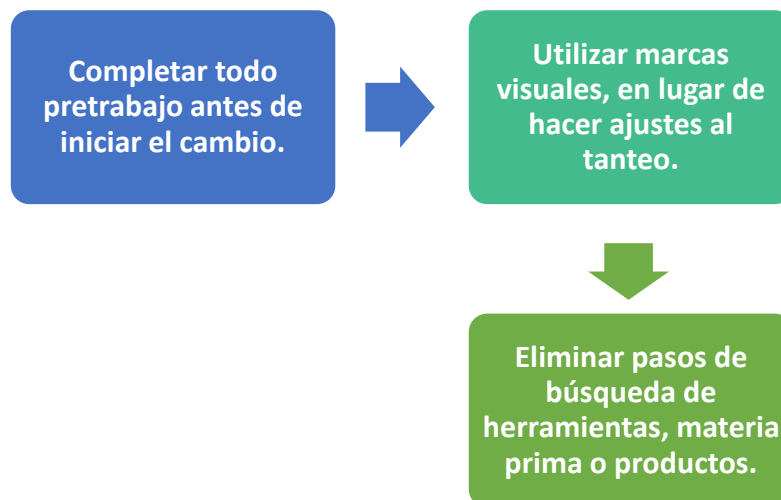 Completar todo
pretrabajo antes de
iniciar el cambio.
Utilizar marcas
visuales, en lugar de
hacer ajustes al
tanteo.
Eliminar pasos de
búsqueda de
herramientas, materia
prima o productos.